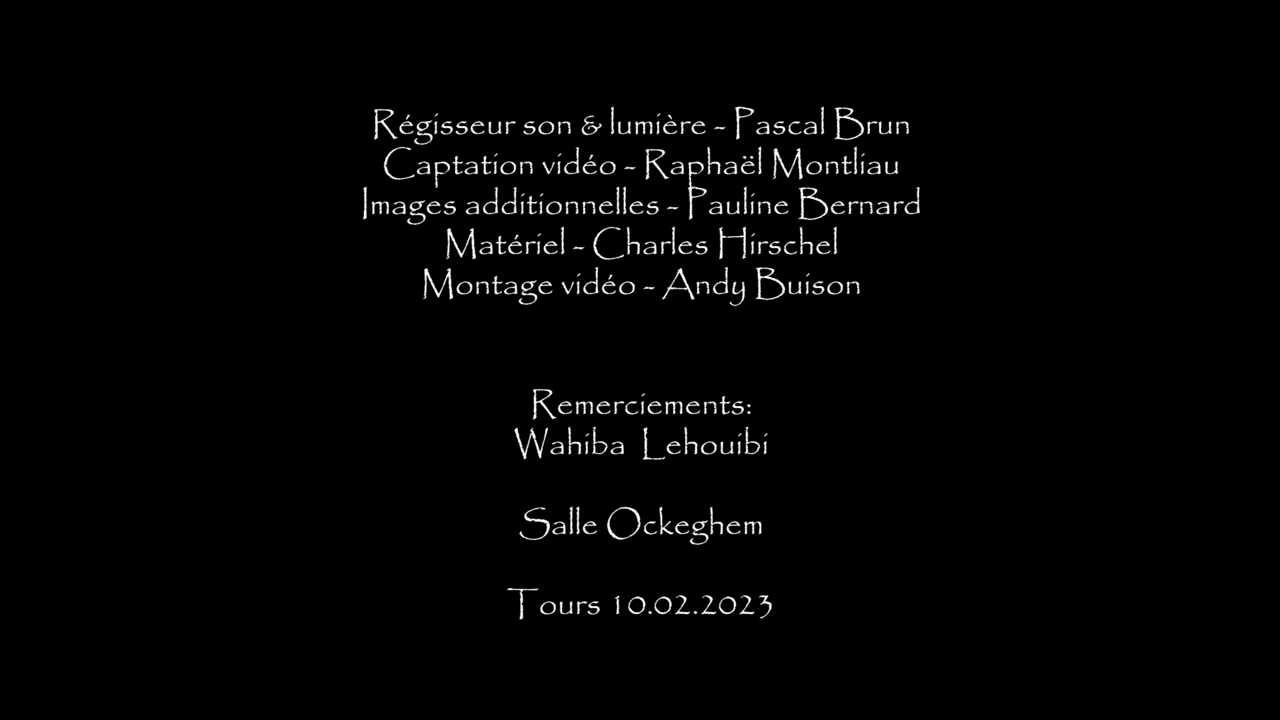 Régisseur son & lumière - Pascal Brun
Captation vidéo - Raphaël Montliau
Images additionnelles - Pauline Bernard
Matériel - Charles Hirschel
Montage vidéo - Andy Buison
Remerciements:
Wahiba Lehouibi
Salle Ockeghem
Tours 10.02.2023